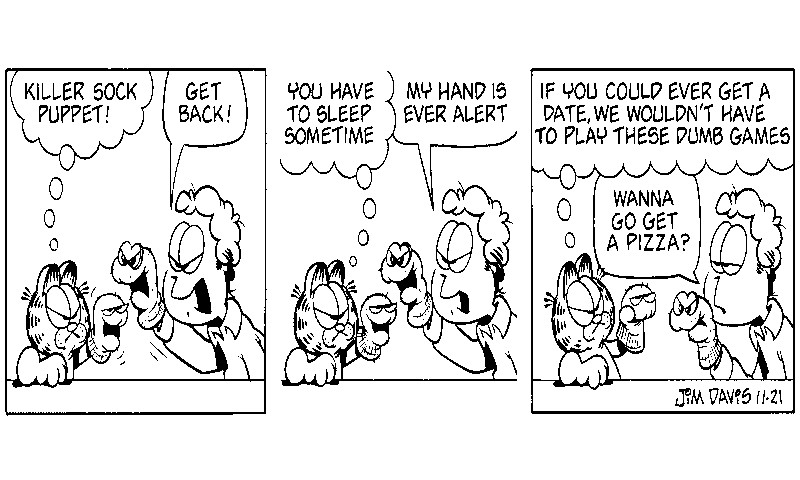 KILLER SOCK
PUPPET!
GET
BACK!
YOU HAVE
TO SLEEP
SOMETIME
MY HAND IS
EVER ALERT
IF YOU COULD EVER GET A
DATE, WE WOULDN'T HAVE
TO PLAY THESE DUMB GAMES
WANNA
GO GET
A PIZZA?
JIM DAVIS 11-21